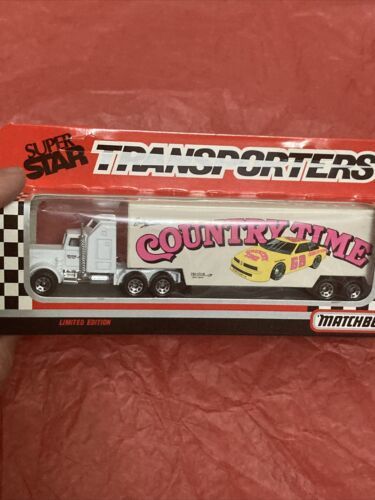 SUPER
STAR
TRANSPORTERS
COUNTRY TIME
68
LIMITED EDITION
MATCHBO